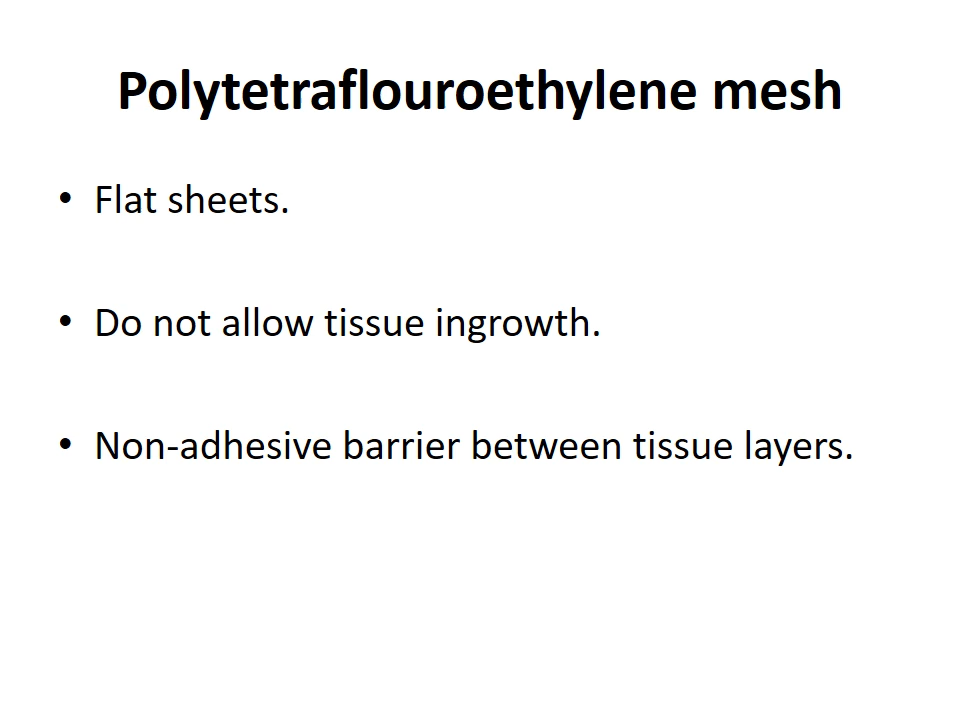 Polytetraflouroethylene mesh
• Flat sheets.
• Do not allow tissue ingrowth.
• Non-adhesive barrier between tissue layers.